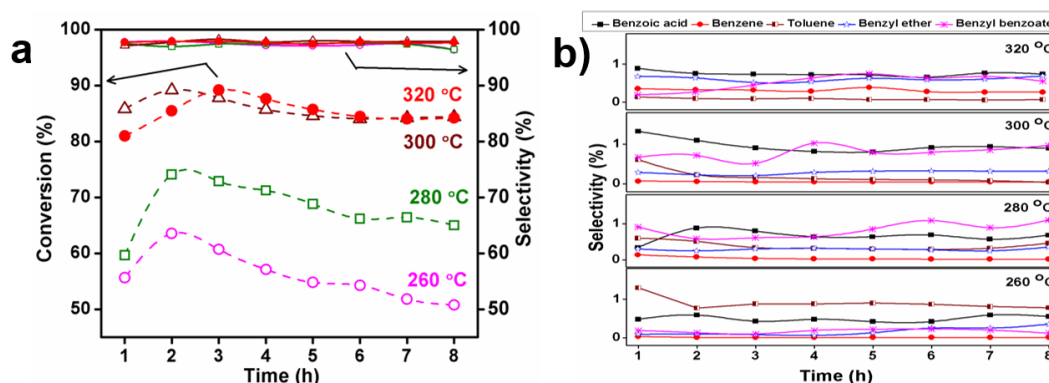 a
Conversion (%)
100
90
80
70
60
50
320 °C
300 °C
280 °C
260 °C
100
90
80
70
60
50
Selectivity (%)
1 2 3 4 5 6 7 8
Time (h)
b)
Benzoic acid Benzene Toluene Benzyl ether Benzyl benzoate
Selectivity (%)
320 °C
1
0
300 °C
1
0
280 °C
1
0
260 °C
1
0
1 2 3 4 5 6 7 8
Time (h)